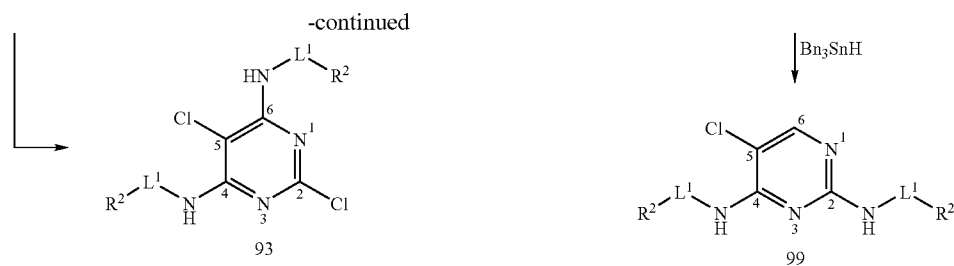 -continued
HN L¹ R²
Cl 6 N 1
5
R² L¹ N H 4 N 3 2 Cl
93
Bn₃SnH
Cl 6 N 1
5
R² L¹ N H 4 N 3 2 N H L¹ R²
99